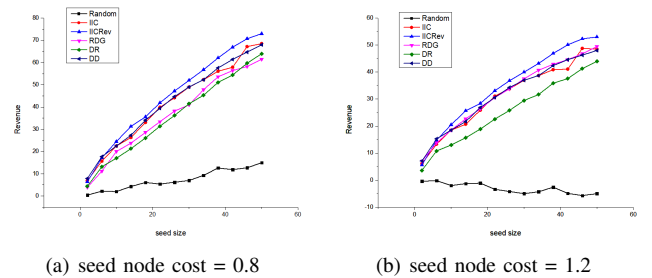 Random
IIC
IICRev
RDG
DR
DD
80
70
60
50
40
30
20
10
0
Revenue
0
20
40
60
seed size
(a) seed node cost = 0.8
Random
IIC
IICRev
RDG
DR
DD
60
50
40
30
20
10
0
-10
Revenue
0
20
40
60
seed size
(b) seed node cost = 1.2